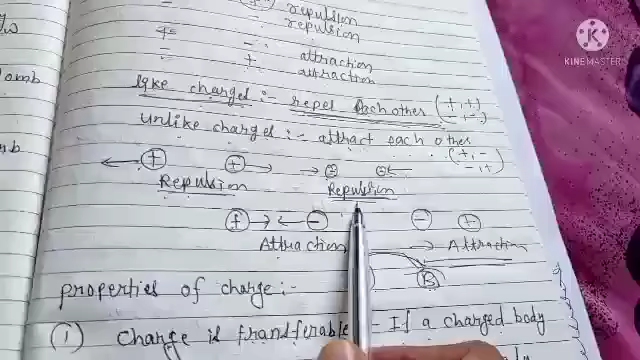 repulsion
- - repulsion
+ - attraction
- + attraction
KINEMASTER
like charged :- repel Each other (+,+)
-,-)
unlike charged :- attract each other
(+,-
-,+)
+ + - -
Repulsion Repulsion
+ - - +
Attraction Attraction
B
properties of charge :-
(1) Charge is transferable - If a charged body